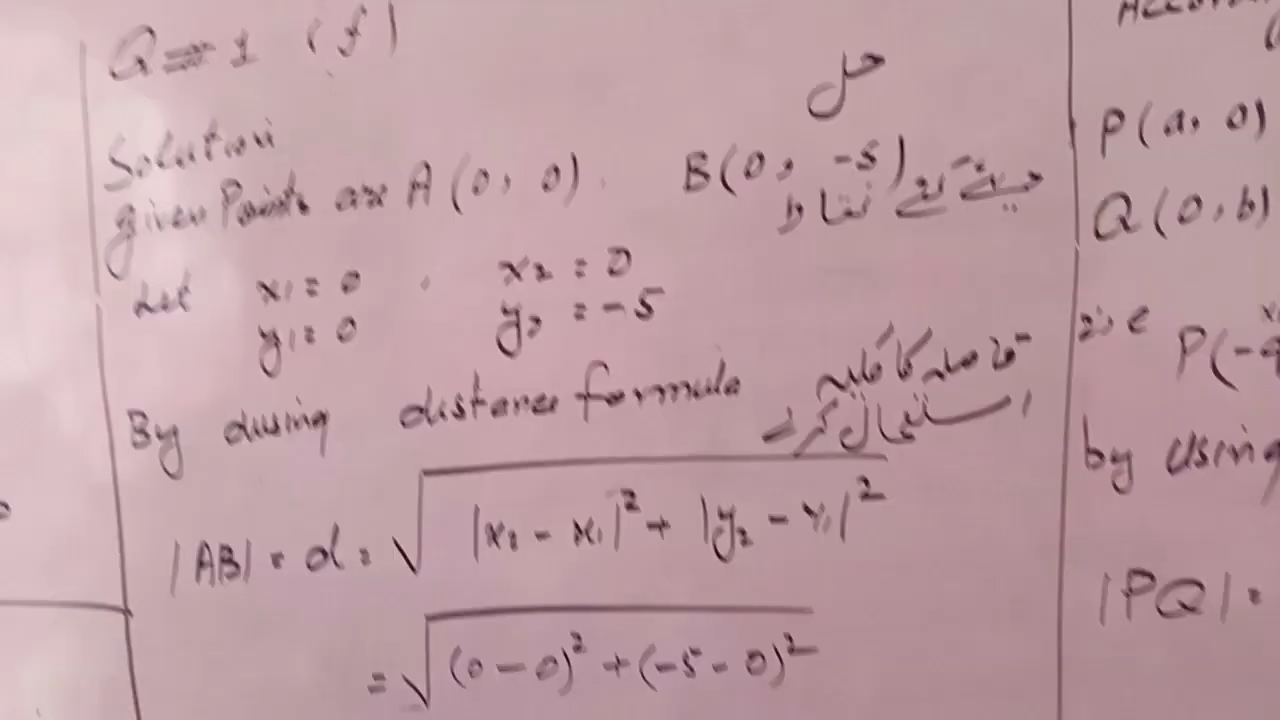 Q=1 (f)
حل
Solution
given Points are A(0, 0). B(0, -5) دیئے گئے نقاط
Let x₁= 0 , x₂ = 0
y₁= 0 y₂ = -5
By using distance formula فاصلہ کا کلیہ
استعمال کرنے
|AB| = d = √|x₂ - x₁|² + |y₂ - y₁|²
= √(0-0)² + (-5-0)²
P(a, 0)
Q(0, b)
P(-a
by using
|PQ| =